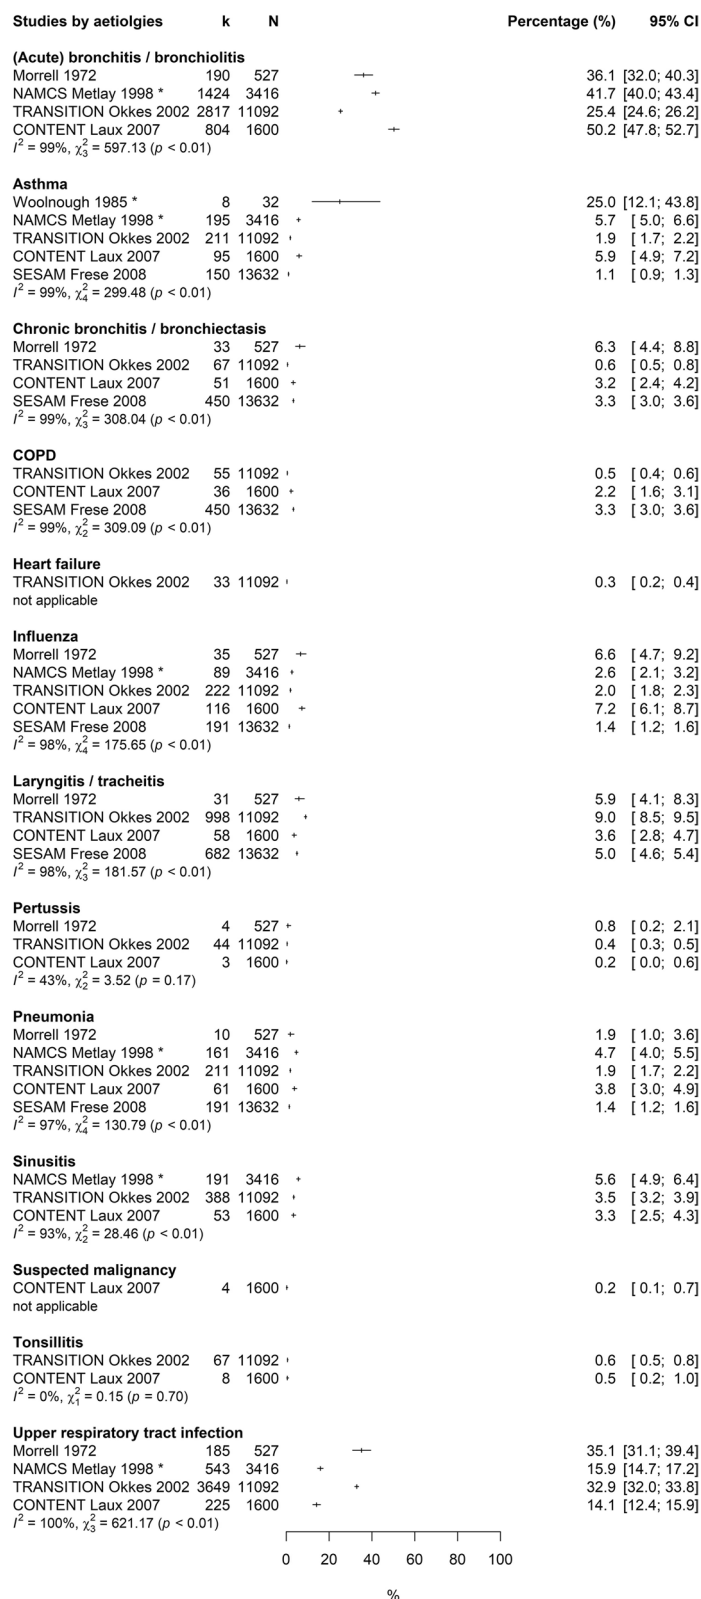 Studies by aetiolgies k N Percentage (%) 95% CI
(Acute) bronchitis / bronchiolitis
Morrell 1972 190 527 36.1 [32.0; 40.3]
NAMCS Metlay 1998 * 1424 3416 41.7 [40.0; 43.4]
TRANSITION Okkes 2002 2817 11092 25.4 [24.6; 26.2]
CONTENT Laux 2007 804 1600 50.2 [47.8; 52.7]
I² = 99%, χ²₃ = 597.13 (p < 0.01)
Asthma
Woolnough 1985 * 8 32 25.0 [12.1; 43.8]
NAMCS Metlay 1998 * 195 3416 5.7 [ 5.0; 6.6]
TRANSITION Okkes 2002 211 11092 1.9 [ 1.7; 2.2]
CONTENT Laux 2007 95 1600 5.9 [ 4.9; 7.2]
SESAM Frese 2008 150 13632 1.1 [ 0.9; 1.3]
I² = 99%, χ²₄ = 299.48 (p < 0.01)
Chronic bronchitis / bronchiectasis
Morrell 1972 33 527 6.3 [ 4.4; 8.8]
TRANSITION Okkes 2002 67 11092 0.6 [ 0.5; 0.8]
CONTENT Laux 2007 51 1600 3.2 [ 2.4; 4.2]
SESAM Frese 2008 450 13632 3.3 [ 3.0; 3.6]
I² = 99%, χ²₃ = 308.04 (p < 0.01)
COPD
TRANSITION Okkes 2002 55 11092 0.5 [ 0.4; 0.6]
CONTENT Laux 2007 36 1600 2.2 [ 1.6; 3.1]
SESAM Frese 2008 450 13632 3.3 [ 3.0; 3.6]
I² = 99%, χ²₂ = 309.09 (p < 0.01)
Heart failure
TRANSITION Okkes 2002 33 11092 0.3 [ 0.2; 0.4]
not applicable
Influenza
Morrell 1972 35 527 6.6 [ 4.7; 9.2]
NAMCS Metlay 1998 * 89 3416 2.6 [ 2.1; 3.2]
TRANSITION Okkes 2002 222 11092 2.0 [ 1.8; 2.3]
CONTENT Laux 2007 116 1600 7.2 [ 6.1; 8.7]
SESAM Frese 2008 191 13632 1.4 [ 1.2; 1.6]
I² = 98%, χ²₄ = 175.65 (p < 0.01)
Laryngitis / tracheitis
Morrell 1972 31 527 5.9 [ 4.1; 8.3]
TRANSITION Okkes 2002 998 11092 9.0 [ 8.5; 9.5]
CONTENT Laux 2007 58 1600 3.6 [ 2.8; 4.7]
SESAM Frese 2008 682 13632 5.0 [ 4.6; 5.4]
I² = 98%, χ²₃ = 181.57 (p < 0.01)
Pertussis
Morrell 1972 4 527 0.8 [ 0.2; 2.1]
TRANSITION Okkes 2002 44 11092 0.4 [ 0.3; 0.5]
CONTENT Laux 2007 3 1600 0.2 [ 0.0; 0.6]
I² = 43%, χ²₂ = 3.52 (p = 0.17)
Pneumonia
Morrell 1972 10 527 1.9 [ 1.0; 3.6]
NAMCS Metlay 1998 * 161 3416 4.7 [ 4.0; 5.5]
TRANSITION Okkes 2002 211 11092 1.9 [ 1.7; 2.2]
CONTENT Laux 2007 61 1600 3.8 [ 3.0; 4.9]
SESAM Frese 2008 191 13632 1.4 [ 1.2; 1.6]
I² = 97%, χ²₄ = 130.79 (p < 0.01)
Sinusitis
NAMCS Metlay 1998 * 191 3416 5.6 [ 4.9; 6.4]
TRANSITION Okkes 2002 388 11092 3.5 [ 3.2; 3.9]
CONTENT Laux 2007 53 1600 3.3 [ 2.5; 4.3]
I² = 93%, χ²₂ = 28.46 (p < 0.01)
Suspected malignancy
CONTENT Laux 2007 4 1600 0.2 [ 0.1; 0.7]
not applicable
Tonsillitis
TRANSITION Okkes 2002 67 11092 0.6 [ 0.5; 0.8]
CONTENT Laux 2007 8 1600 0.5 [ 0.2; 1.0]
I² = 0%, χ²₁ = 0.15 (p = 0.70)
Upper respiratory tract infection
Morrell 1972 185 527 35.1 [31.1; 39.4]
NAMCS Metlay 1998 * 543 3416 15.9 [14.7; 17.2]
TRANSITION Okkes 2002 3649 11092 32.9 [32.0; 33.8]
CONTENT Laux 2007 225 1600 14.1 [12.4; 15.9]
I² = 100%, χ²₃ = 621.17 (p < 0.01)
0 20 40 60 80 100
%